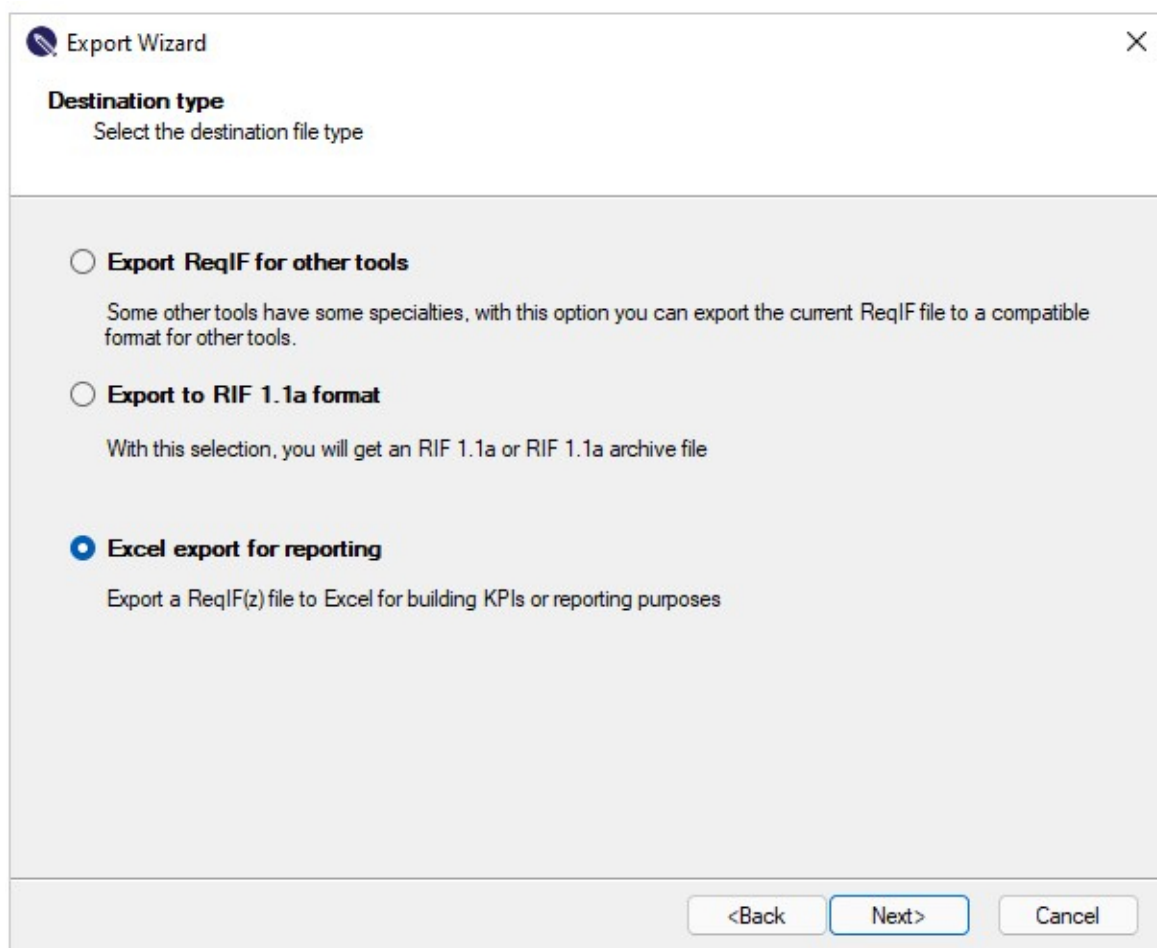 Export Wizard
Destination type
Select the destination file type
Export ReqIF for other tools
Some other tools have some specialties, with this option you can export the current ReqIF file to a compatible
format for other tools.
Export to RIF 1.1a format
With this selection, you will get an RIF 1.1a or RIF 1.1a archive file
Excel export for reporting
Export a ReqIF(z) file to Excel for building KPIs or reporting purposes
<Back Next> Cancel